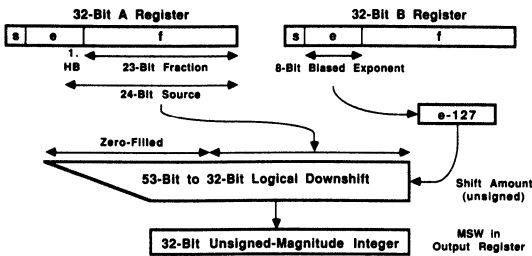 32-Bit A Register
32-Bit B Register
s e f
s e f
1.
HB
23-Bit Fraction
8-Bit Biased Exponent
24-Bit Source
e-127
Zero-Filled
53-Bit to 32-Bit Logical Downshift
Shift Amount
(unsigned)
32-Bit Unsigned-Magnitude Integer
MSW in
Output Register